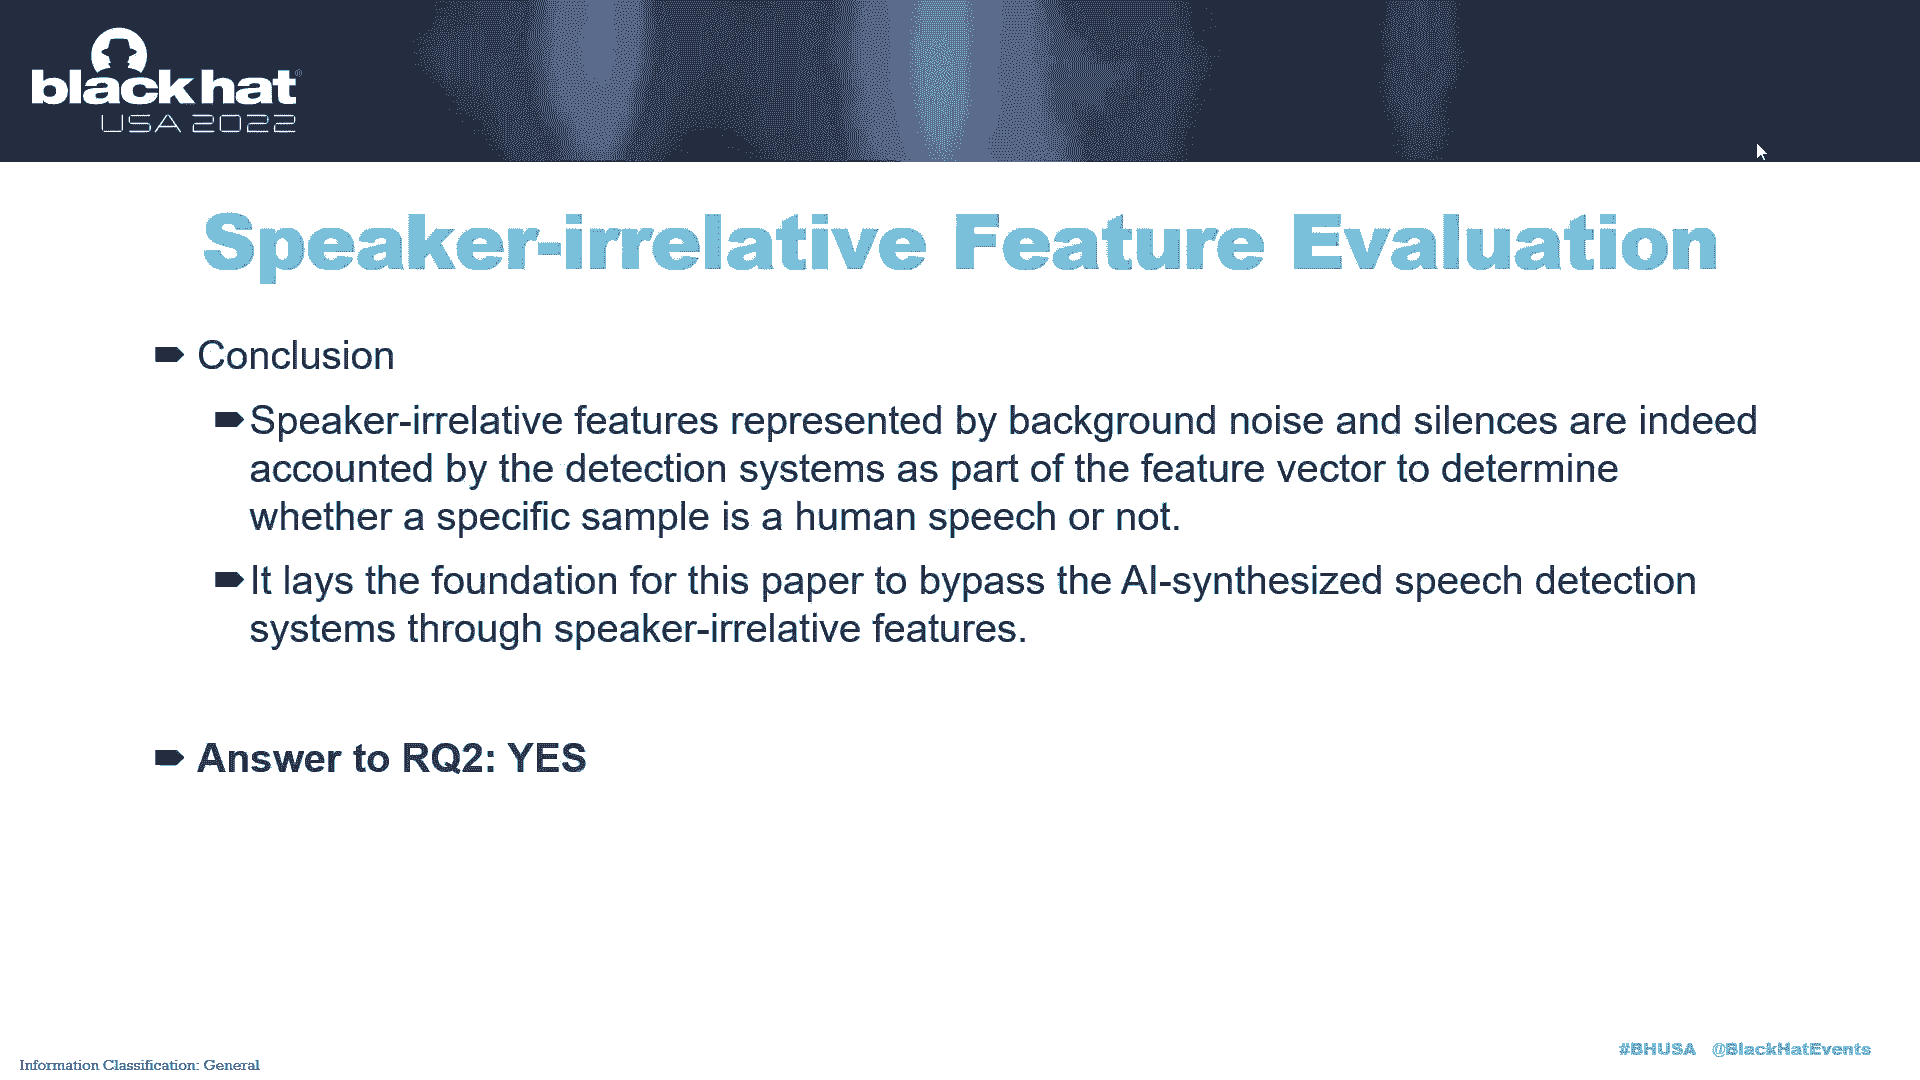 black hat®
USA 2022
Speaker-irrelative Feature Evaluation
Conclusion
Speaker-irrelative features represented by background noise and silences are indeed
accounted by the detection systems as part of the feature vector to determine
whether a specific sample is a human speech or not.
It lays the foundation for this paper to bypass the AI-synthesized speech detection
systems through speaker-irrelative features.
Answer to RQ2: YES
#BHUSA @BlackHatEvents
Information Classification: General